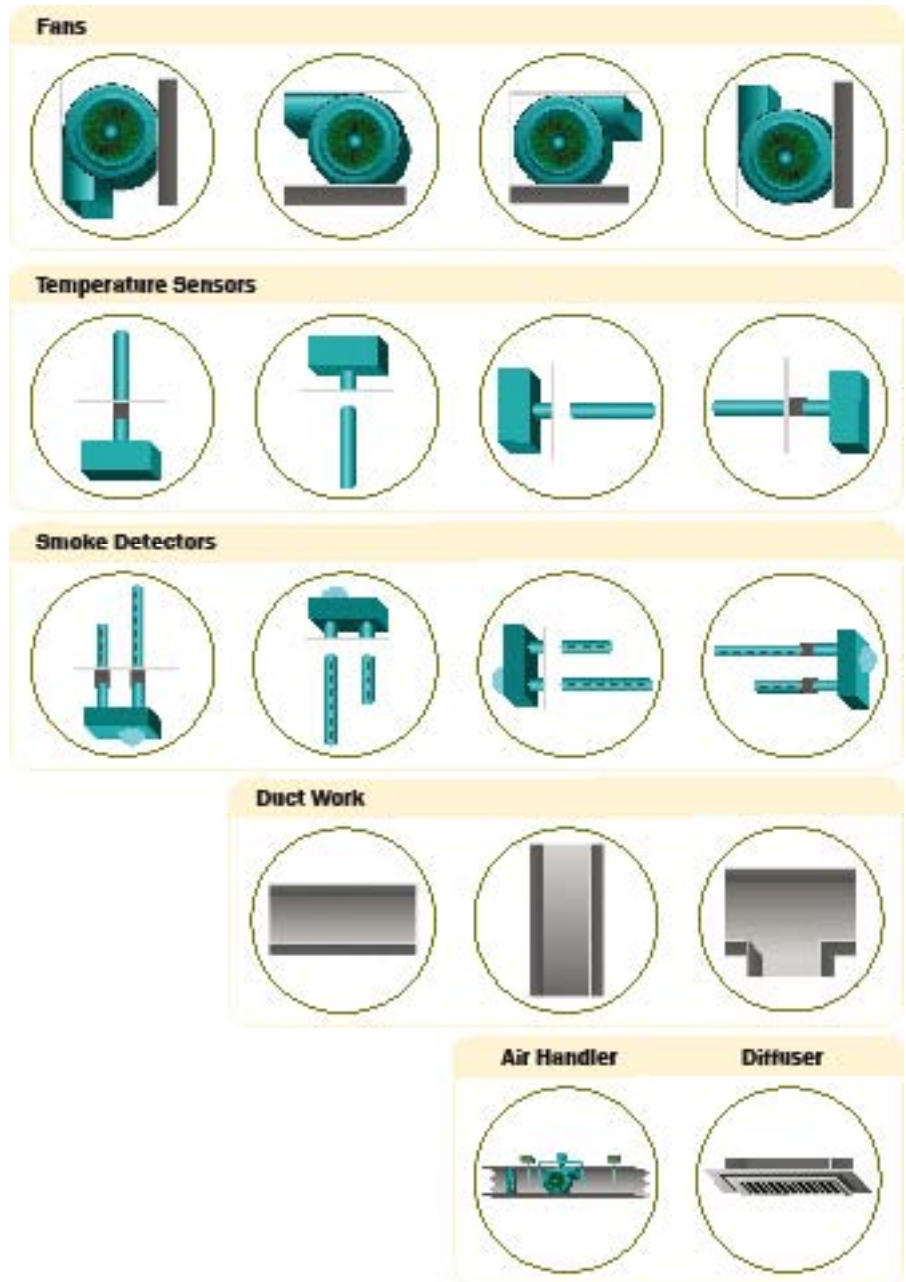 Fans
Temperature Sensors
Smoke Detectors
Duct Work
Air Handler
Diffuser